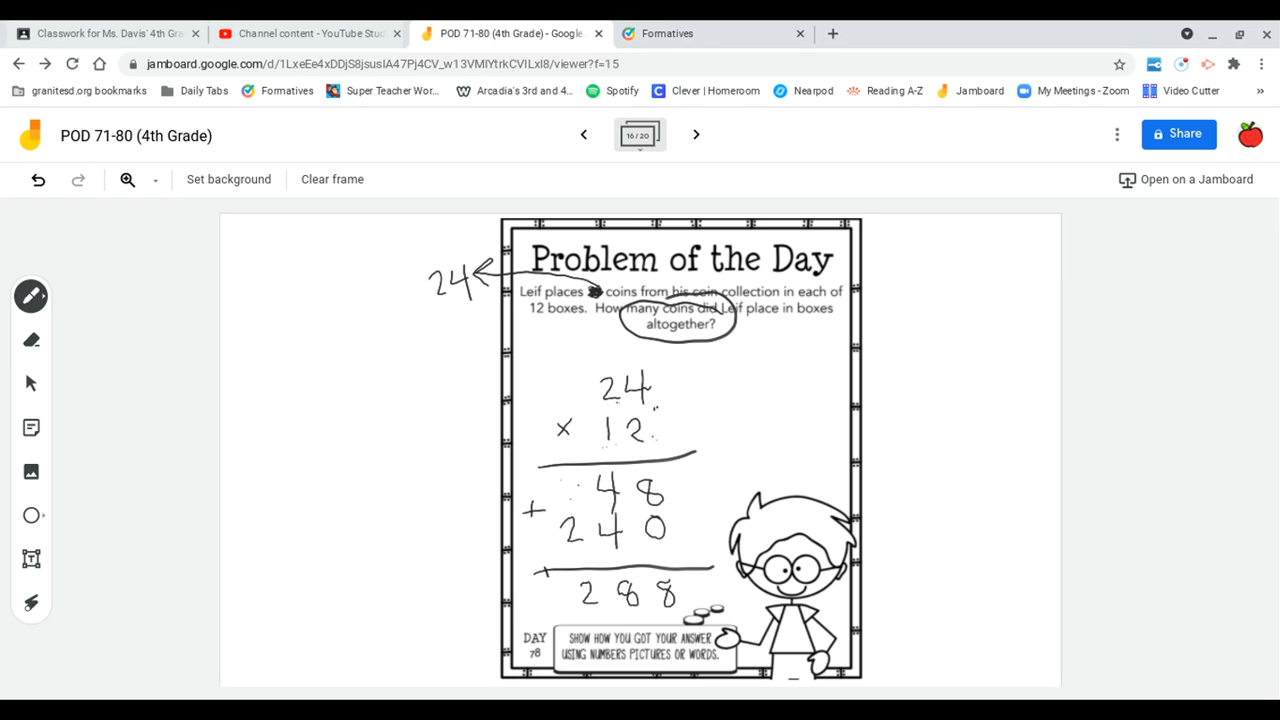 Classwork for Ms. Davis' 4th Gra
Channel content - YouTube Stud
POD 71-80 (4th Grade) - Google
Formatives
jamboard.google.com/d/1LxeEe4xDDjS8jsusIA47Pj4CV_w13VMlYtrkCVILxI8/viewer?f=15
granitesd.org bookmarks
Daily Tabs
Formatives
Super Teacher Wor...
Arcadia's 3rd and 4...
Spotify
Clever | Homeroom
Nearpod
Reading A-Z
Jamboard
My Meetings - Zoom
Video Cutter
»
POD 71-80 (4th Grade)
16 / 20
Share
Set background
Clear frame
Open on a Jamboard
Problem of the Day
24
Leif places coins from his coin collection in each of
12 boxes. How many coins did Leif place in boxes
altogether?
24
x 12
48
+ 240
288
DAY
78
SHOW HOW YOU GOT YOUR ANSWER
USING NUMBERS PICTURES OR WORDS.